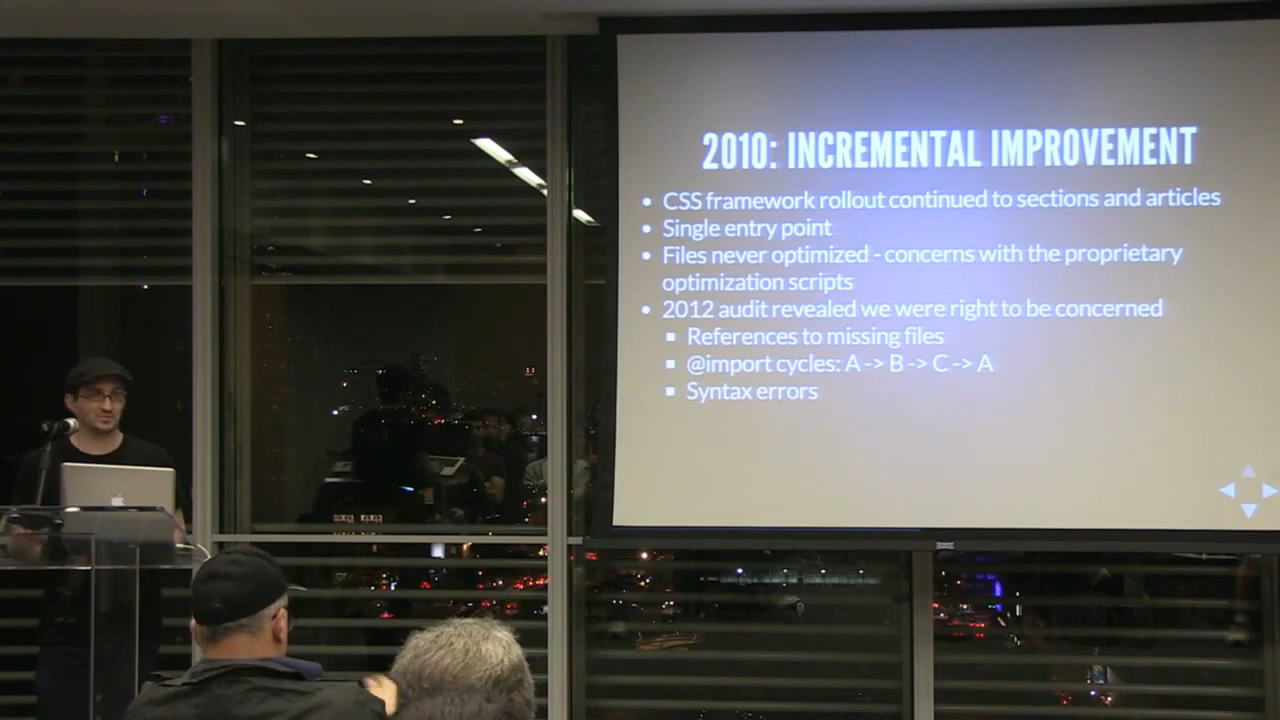 2010: INCREMENTAL IMPROVEMENT
• CSS framework rollout continued to sections and articles
• Single entry point
• Files never optimized - concerns with the proprietary
optimization scripts
• 2012 audit revealed we were right to be concerned
▪ References to missing files
▪ @import cycles: A -> B -> C -> A
▪ Syntax errors